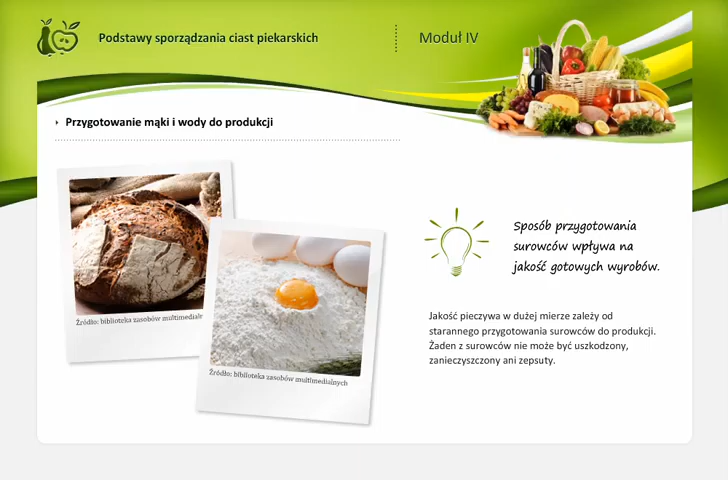 Podstawy sporządzania ciast piekarskich
Moduł IV
Przygotowanie mąki i wody do produkcji
Źródło: biblioteka zasobów
Źródło: biblioteka zasobów multimedialnych
Sposób przygotowania
surowców wpływa na
jakość gotowych wyrobów.
Jakość pieczywa w dużej mierze zależy od
starannego przygotowania surowców do produkcji.
Żaden z surowców nie może być uszkodzony,
zanieczyszczony ani zepsuty.